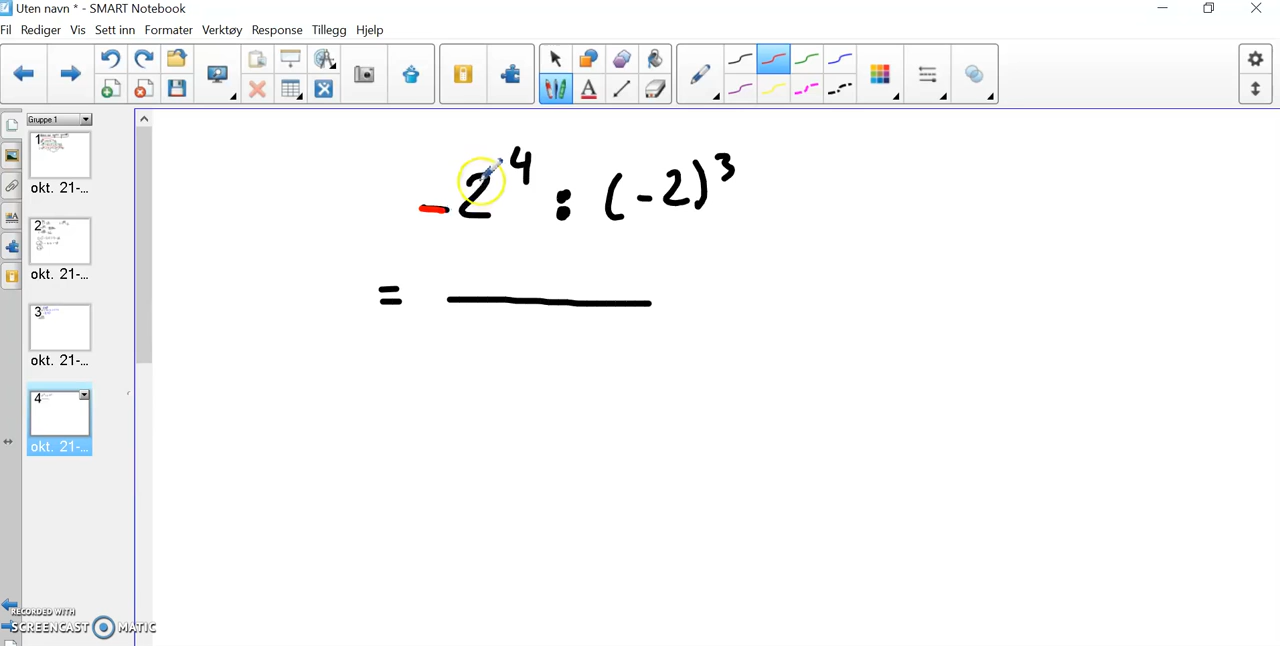 Uten navn * - SMART Notebook
Fil Rediger Vis Sett inn Formater Verktøy Response Tillegg Hjelp
Gruppe 1
1
okt. 21-...
2
okt. 21-...
3
okt. 21-...
4
okt. 21-...
-2⁴ : (-2)³
=
RECORDED WITH
SCREENCAST MATIC